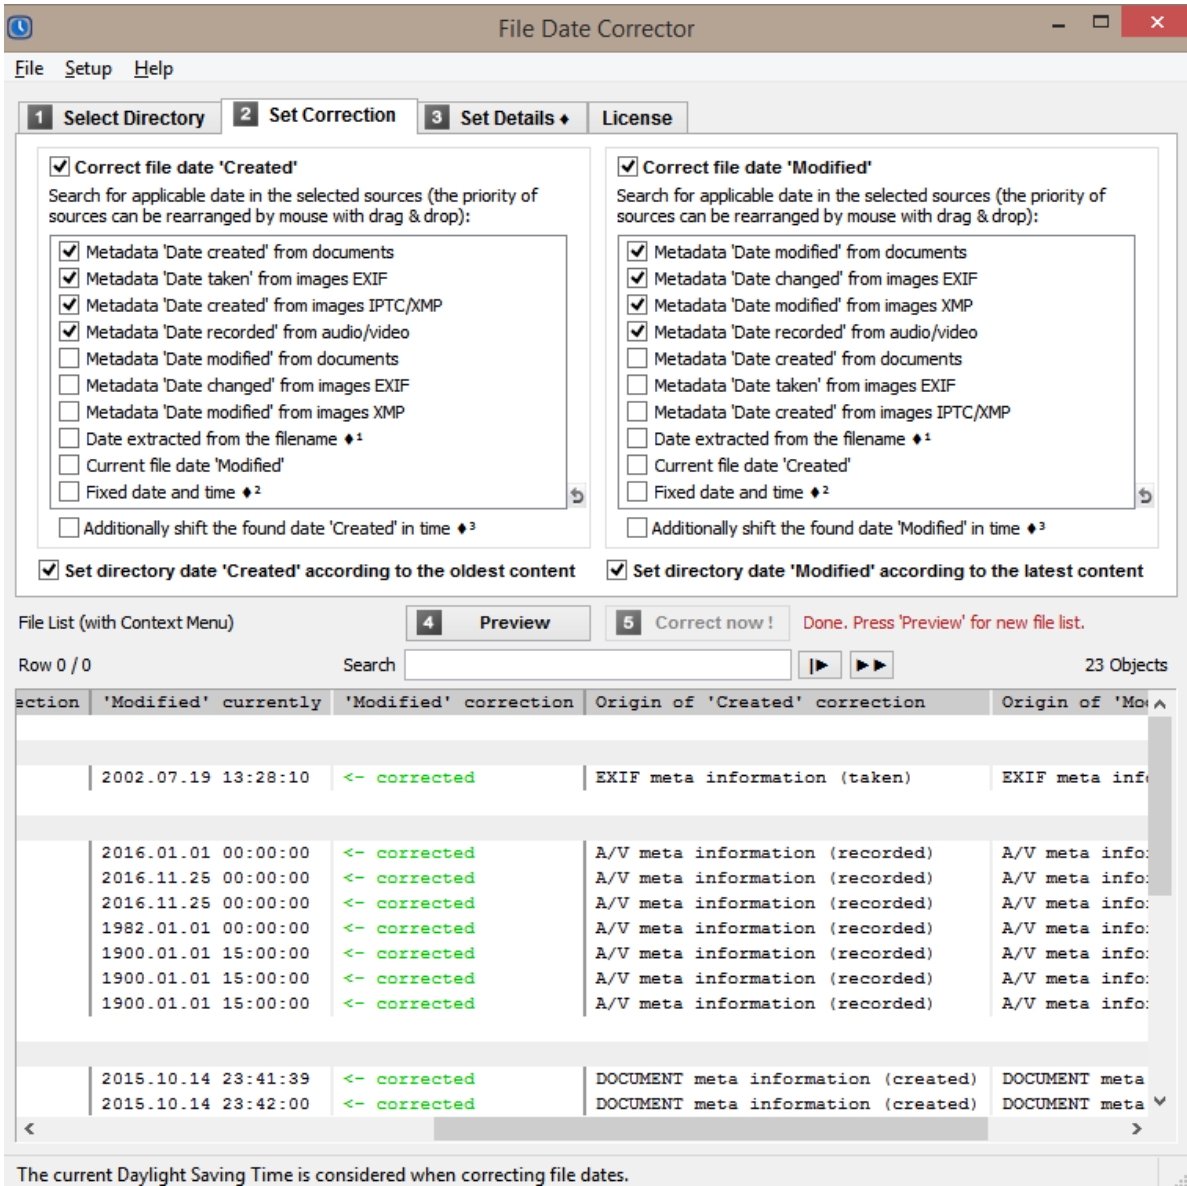 File Date Corrector
File Setup Help
1 Select Directory
2 Set Correction
3 Set Details ♦
License
Correct file date 'Created'
Search for applicable date in the selected sources (the priority of
sources can be rearranged by mouse with drag & drop):
Metadata 'Date created' from documents
Metadata 'Date taken' from images EXIF
Metadata 'Date created' from images IPTC/XMP
Metadata 'Date recorded' from audio/video
Metadata 'Date modified' from documents
Metadata 'Date changed' from images EXIF
Metadata 'Date modified' from images XMP
Date extracted from the filename ♦¹
Current file date 'Modified'
Fixed date and time ♦²
Additionally shift the found date 'Created' in time ♦³
Set directory date 'Created' according to the oldest content
Correct file date 'Modified'
Search for applicable date in the selected sources (the priority of
sources can be rearranged by mouse with drag & drop):
Metadata 'Date modified' from documents
Metadata 'Date changed' from images EXIF
Metadata 'Date modified' from images XMP
Metadata 'Date recorded' from audio/video
Metadata 'Date created' from documents
Metadata 'Date taken' from images EXIF
Metadata 'Date created' from images IPTC/XMP
Date extracted from the filename ♦¹
Current file date 'Created'
Fixed date and time ♦²
Additionally shift the found date 'Modified' in time ♦³
Set directory date 'Modified' according to the latest content
File List (with Context Menu)
4 Preview
5 Correct now !
Done. Press 'Preview' for new file list.
Row 0 / 0
Search
23 Objects
ection 'Modified' currently 'Modified' correction Origin of 'Created' correction Origin of 'Mo
2002.07.19 13:28:10 <- corrected EXIF meta information (taken) EXIF meta inf
2016.01.01 00:00:00 <- corrected A/V meta information (recorded) A/V meta info
2016.11.25 00:00:00 <- corrected A/V meta information (recorded) A/V meta info
2016.11.25 00:00:00 <- corrected A/V meta information (recorded) A/V meta info
1982.01.01 00:00:00 <- corrected A/V meta information (recorded) A/V meta info
1900.01.01 15:00:00 <- corrected A/V meta information (recorded) A/V meta info
1900.01.01 15:00:00 <- corrected A/V meta information (recorded) A/V meta info
1900.01.01 15:00:00 <- corrected A/V meta information (recorded) A/V meta info
2015.10.14 23:41:39 <- corrected DOCUMENT meta information (created) DOCUMENT meta
2015.10.14 23:42:00 <- corrected DOCUMENT meta information (created) DOCUMENT meta
The current Daylight Saving Time is considered when correcting file dates.